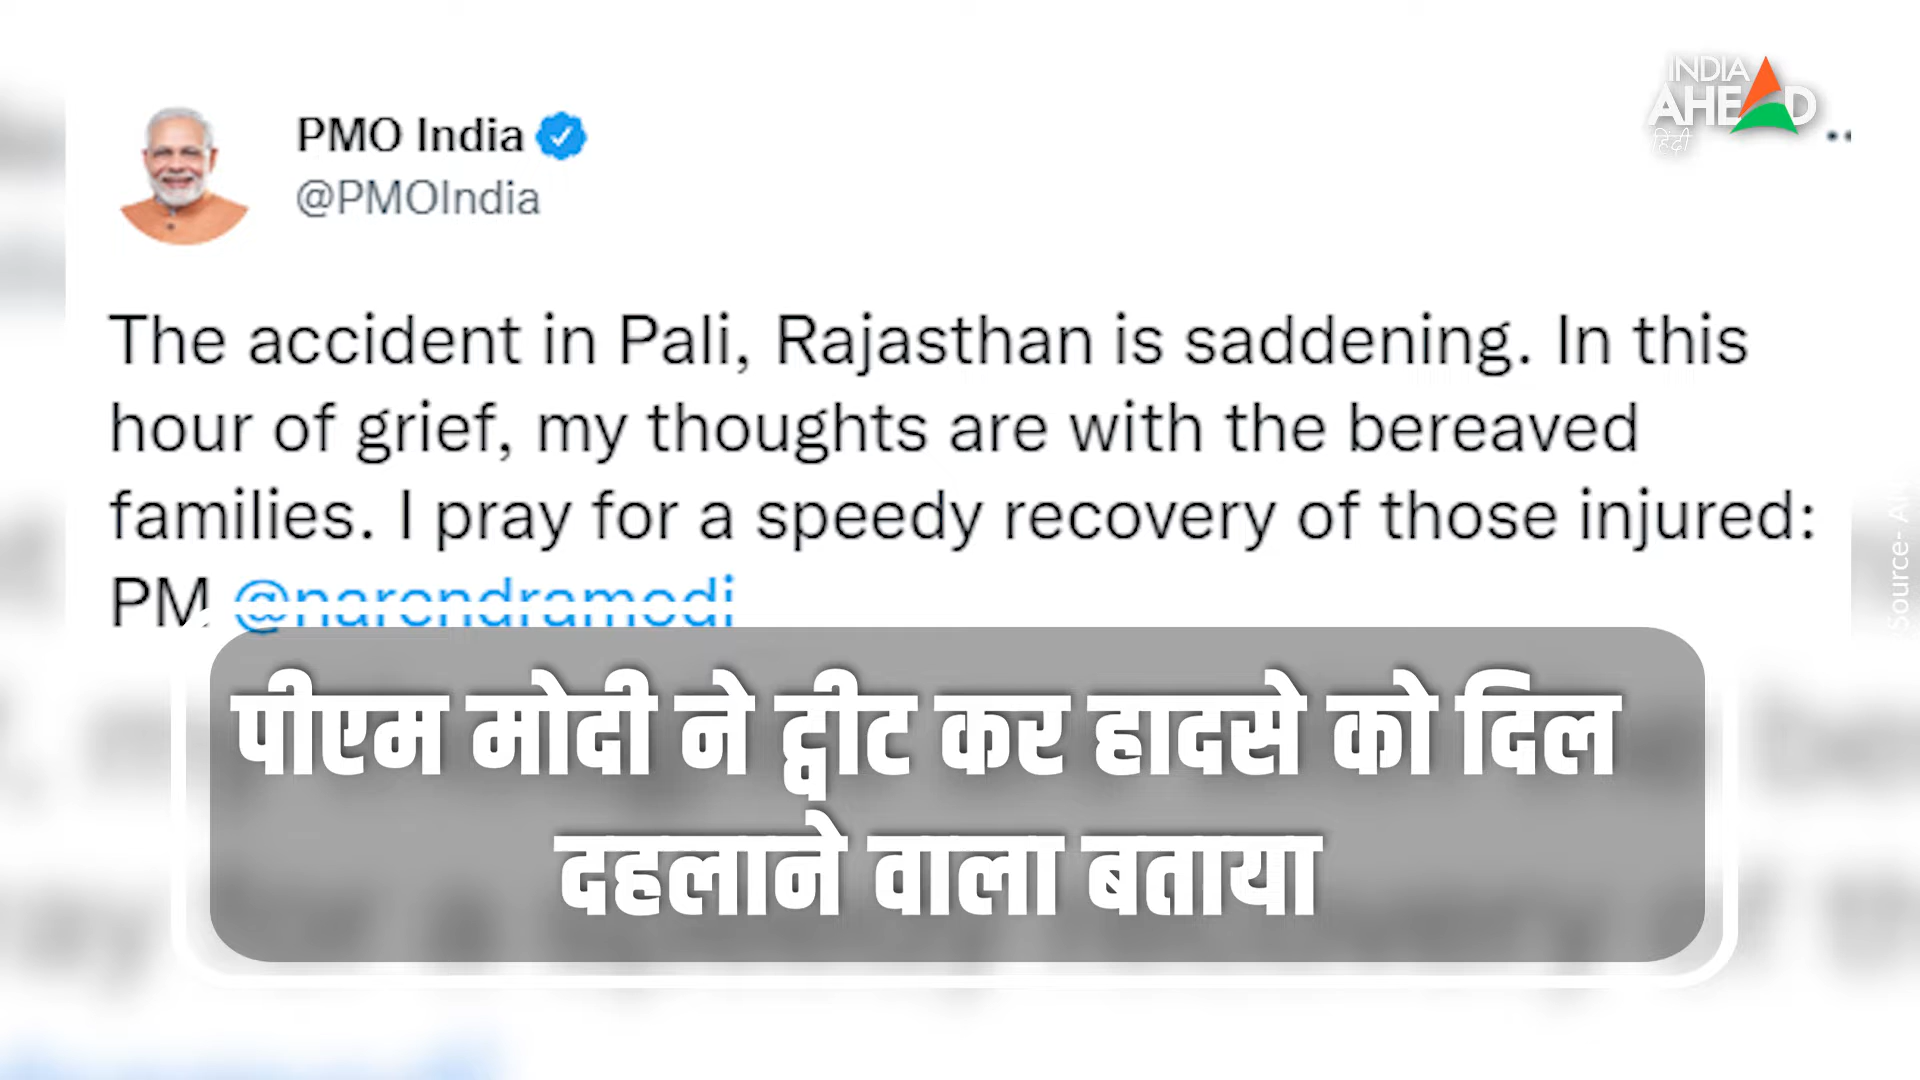 INDIA
AHEAD
हिंदी
PMO India
@PMOIndia
The accident in Pali, Rajasthan is saddening. In this
hour of grief, my thoughts are with the bereaved
families. I pray for a speedy recovery of those injured:
PM @narendramodi
Source-
पीएम मोदी ने ट्वीट कर हादसे को दिल
दहलाने वाला बताया